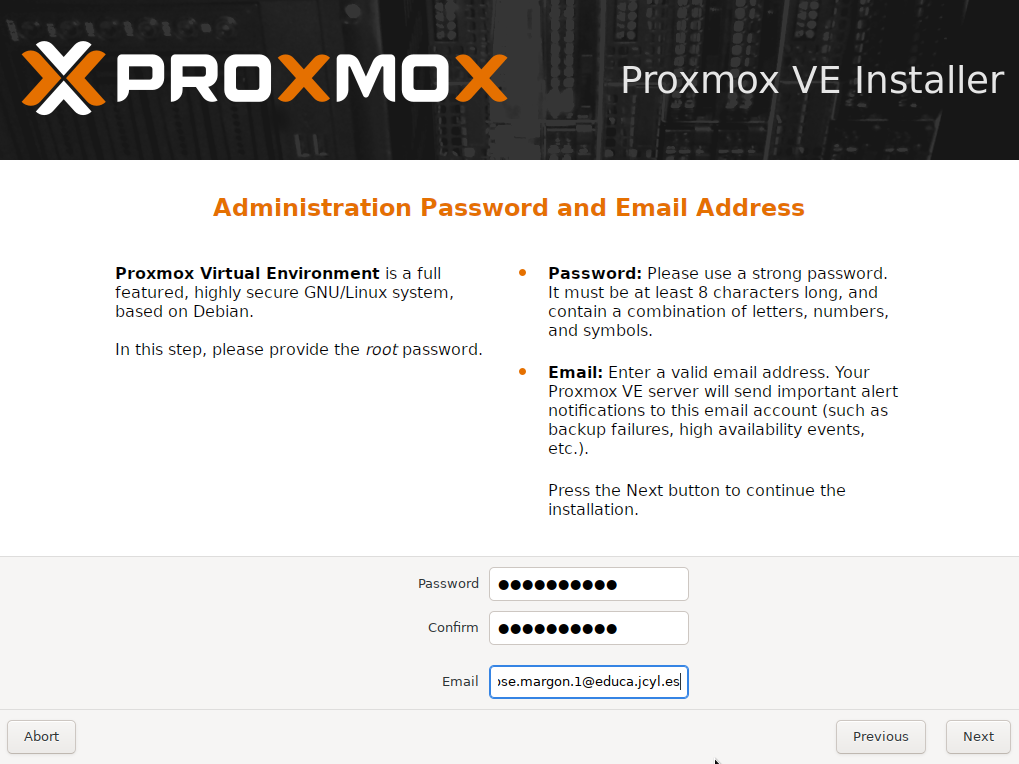 PROXMOX
Proxmox VE Installer
Administration Password and Email Address
Proxmox Virtual Environment is a full
featured, highly secure GNU/Linux system,
based on Debian.
In this step, please provide the root password.
Password: Please use a strong password.
It must be at least 8 characters long, and
contain a combination of letters, numbers,
and symbols.
Email: Enter a valid email address. Your
Proxmox VE server will send important alert
notifications to this email account (such as
backup failures, high availability events,
etc.).
Press the Next button to continue the
installation.
Password ●●●●●●●●●●
Confirm ●●●●●●●●●●
Email se.margon.1@educa.jcyl.es
Abort Previous Next